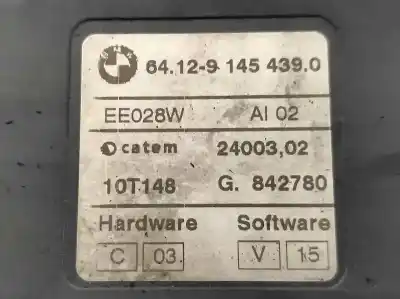 64.12-9 145 439.0
EE028W AI 02
catem 24003,02
10T148 G. 842780
Hardware Software
C 03 V 15